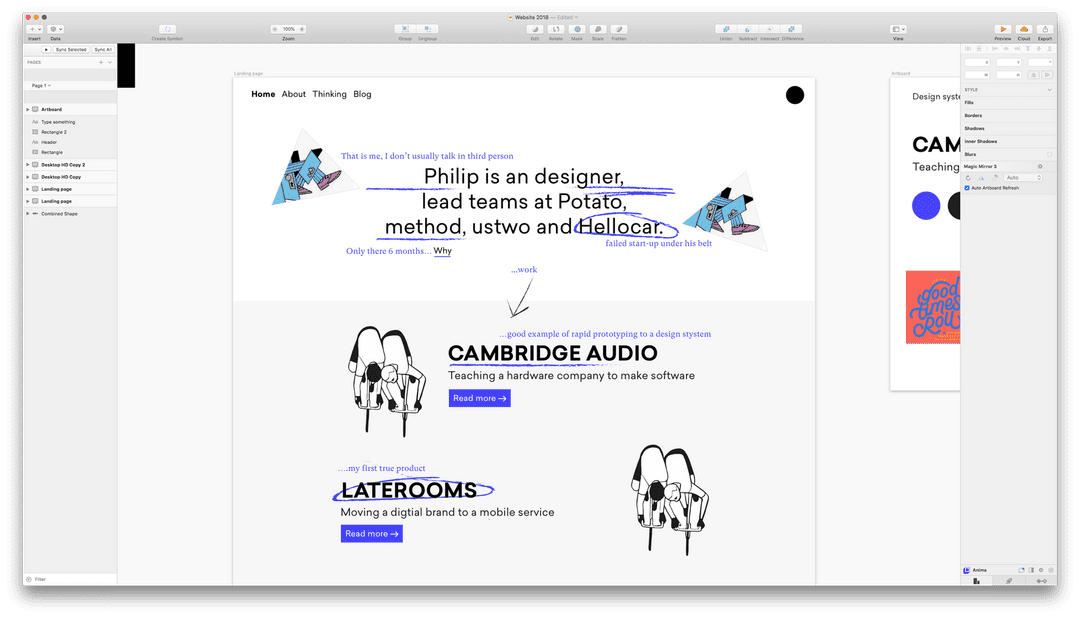 Website 2018 — Edited
100%
Insert
Data
Create Symbol
Zoom
Group
Ungroup
Edit
Rotate
Mask
Scale
Flatten
Union
Subtract
Intersect
Difference
View
Preview
Cloud
Export
Sync Selected
Sync All
PAGES
Page 1
Artboard
Type something
Rectangle 2
Header
Rectangle
Desktop HD Copy 2
Desktop HD Copy
Landing page
Landing page
Combined Shape
Filter
Landing page
Home About Thinking Blog
That is me, I don't usually talk in third person
Philip is an designer,
lead teams at Potato,
method, ustwo and Hellocar.
failed start-up under his belt
Only there 6 months... Why
...work
...good example of rapid prototyping to a design system
CAMBRIDGE AUDIO
Teaching a hardware company to make software
Read more →
....my first true product
LATEROOMS
Moving a digtial brand to a mobile service
Read more →
Artboard
Design syste
CAM
Teaching
good
times
STYLE
Fills
Borders
Shadows
Inner Shadows
Blurs
Magic Mirror 3
Auto
Auto Artboard Refresh
Anima